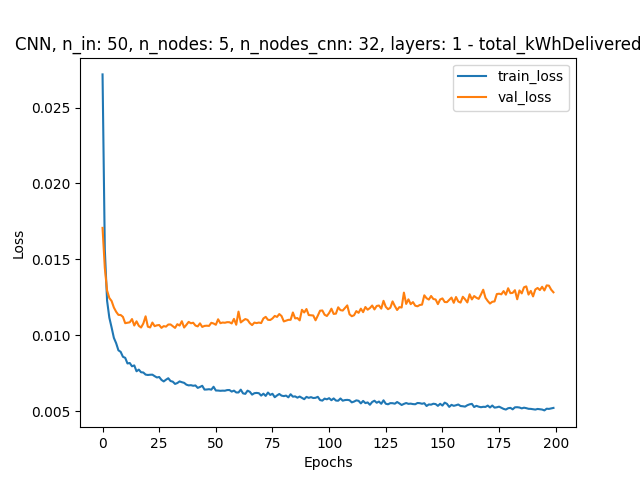 CNN, n_in: 50, n_nodes: 5, n_nodes_cnn: 32, layers: 1 - total_kWhDelivered
train_loss
val_loss
0.025
0.020
0.015
0.010
0.005
Loss
0 25 50 75 100 125 150 175 200
Epochs